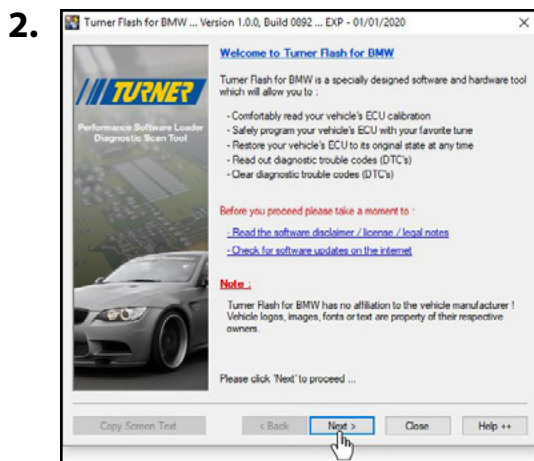 2.
Turner Flash for BMW ... Version 1.0.0, Build 0892 ... EXP - 01/01/2020
Welcome to Turner Flash for BMW
TURNER
Performance Software Loader
Diagnostic Scan Tool
Turner Flash for BMW is a specially designed software and hardware tool
which will allow you to :
- Comfortably read your vehicle's ECU calibration
- Safely program your vehicle's ECU with your favorite tune
- Restore your vehicle's ECU to its original state at any time
- Read out diagnostic trouble codes (DTC's)
- Clear diagnostic trouble codes (DTC's)
Before you proceed please take a moment to :
- Read the software disclaimer / license / legal notes
- Check for software updates on the internet
Note :
Turner Flash for BMW has no affiliation to the vehicle manufacturer !
Vehicle logos, images, fonts or text are property of their respective
owners.
Please click 'Next' to proceed ...
Copy Screen Text
< Back
Next >
Close
Help ++